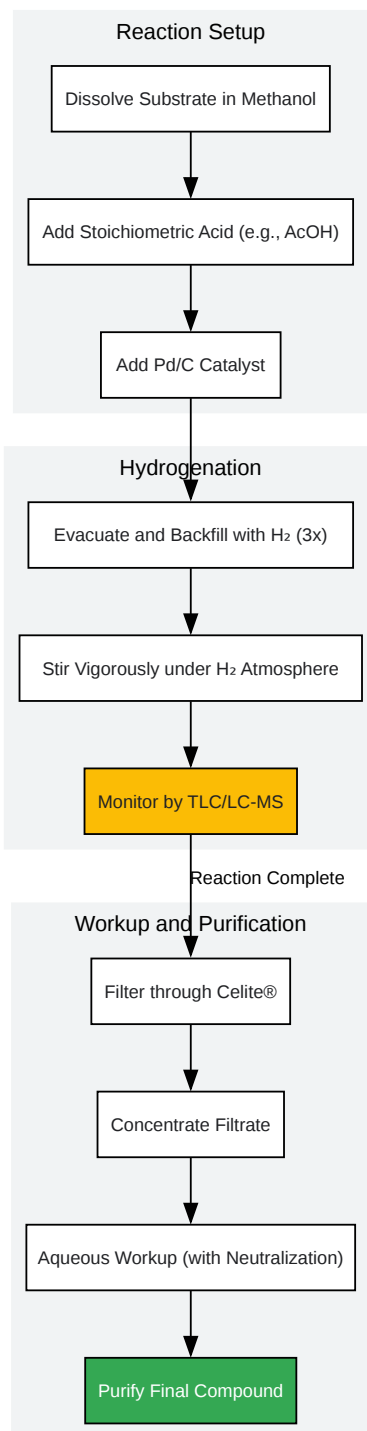 Reaction Setup
Dissolve Substrate in Methanol
Add Stoichiometric Acid (e.g., AcOH)
Add Pd/C Catalyst
Hydrogenation
Evacuate and Backfill with H₂ (3x)
Stir Vigorously under H₂ Atmosphere
Monitor by TLC/LC-MS
Reaction Complete
Workup and Purification
Filter through Celite®
Concentrate Filtrate
Aqueous Workup (with Neutralization)
Purify Final Compound